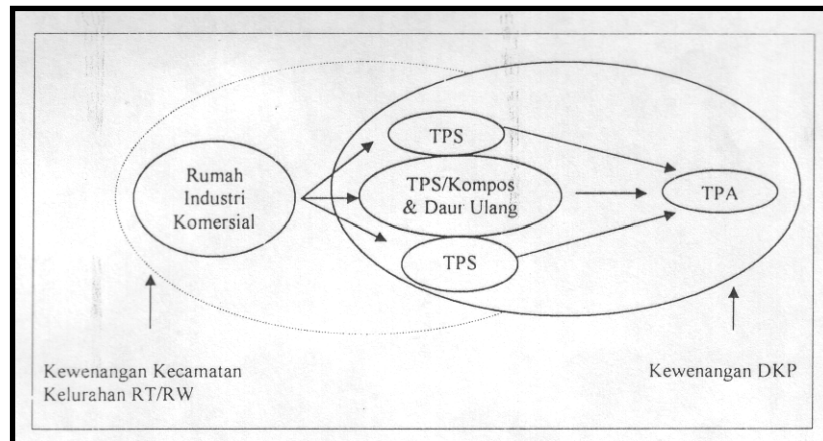 Rumah
Industri
Komersial
TPS
TPS/Kompos
& Daur Ulang
TPS
TPA
Kewenangan Kecamatan
Kelurahan RT/RW
Kewenangan DKP